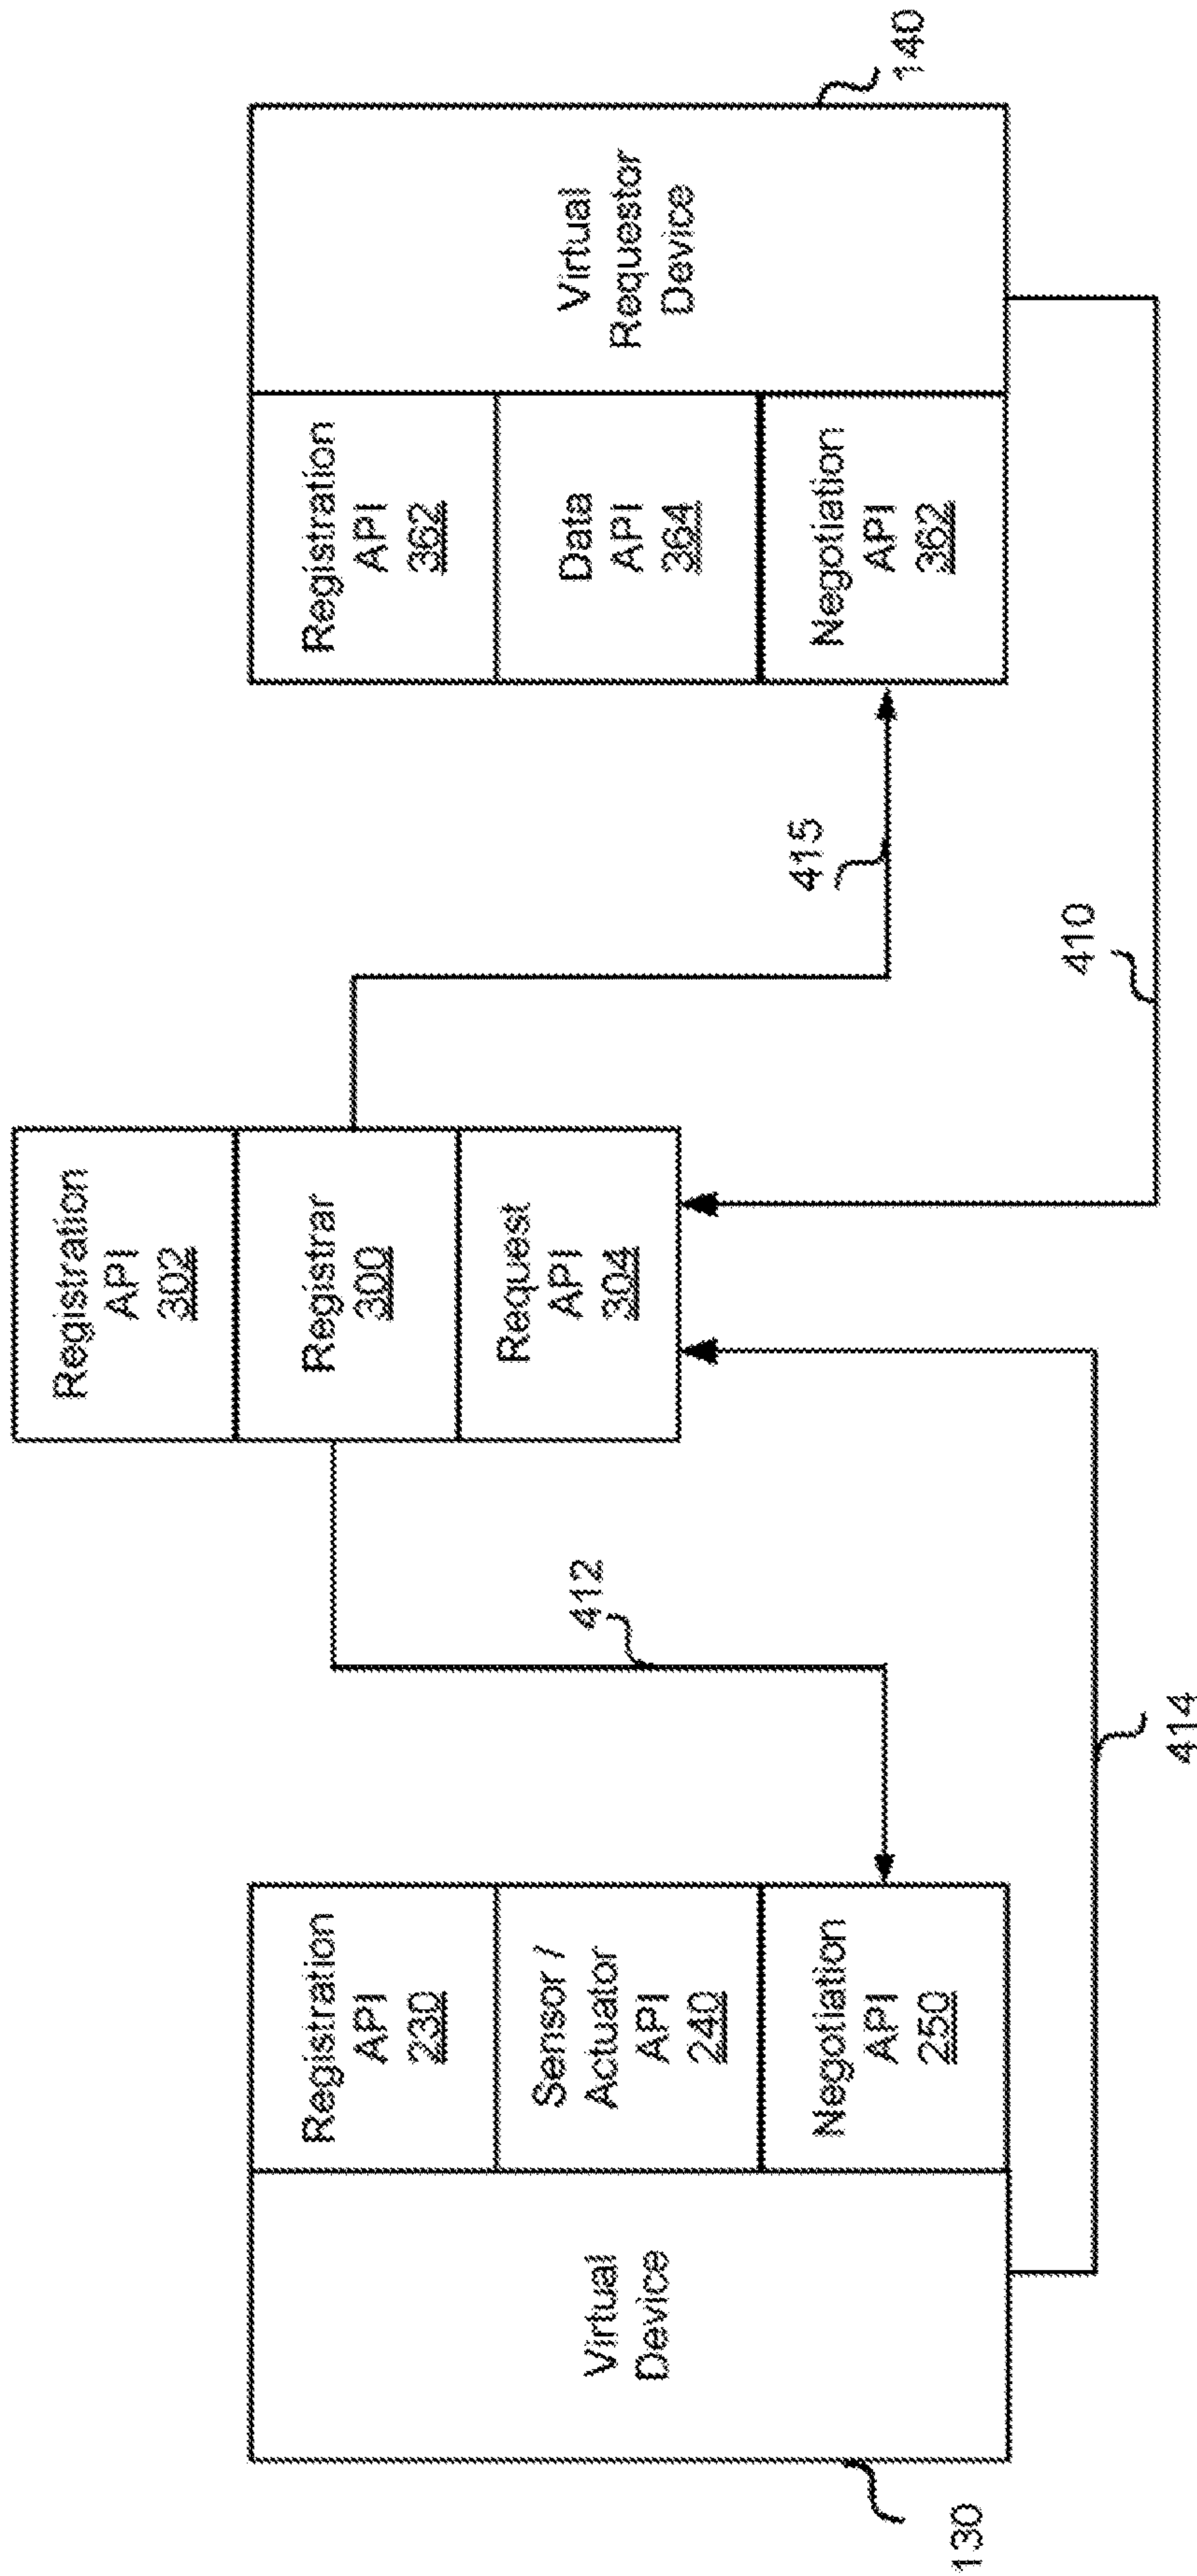 Registration
API
302
Registrar
300
Request
API
304
Virtual
Device
Registration
API
230
Sensor /
Actuator
API
240
Negotiation
API
250
Registration
API
362
Data
API
364
Negotiation
API
362
Virtual
Requestor
Device
412
415
410
414
130
140